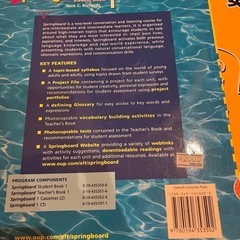 Jack C. Richards
Springboard is a two-level conversation and listening course for
pre-intermediate and intermediate learners. It is organized
around high-interest topics that encourage students to talk
about what they are most interested in: their own lives,
aspirations, and interests. Springboard activates both
language knowledge and real-world experience,
presenting students with natural conversational language,
idiomatic expressions, and communication
KEY FEATURES
A topic-based syllabus focused on the world of young
adults and adults, using topics drawn from student surveys
A Project File containing a project for each unit, with
opportunities for student creativity, personal expression and
recommendations for student assessment using project
portfolios
A defining Glossary for easy access to key words and
expressions
Photocopiable vocabulary building activities in the
Teacher's Book
Photocopiable tests contained in the Teacher's Book and
recommendations for student assessment
A Springboard Website providing a variety of weblinks
with activity suggestions, downloadable readings with
activities for each unit and additional resources. Available at
www.oup.com/elt/springboard
PROGRAM COMPONENTS
Springboard Student Book 1
Springboard Teacher's Book 1
Springboard 1 Cassettes (2)
Springboard 1 CD
www.oup.com/elt/springboard
Oxford University Press
9780194353502